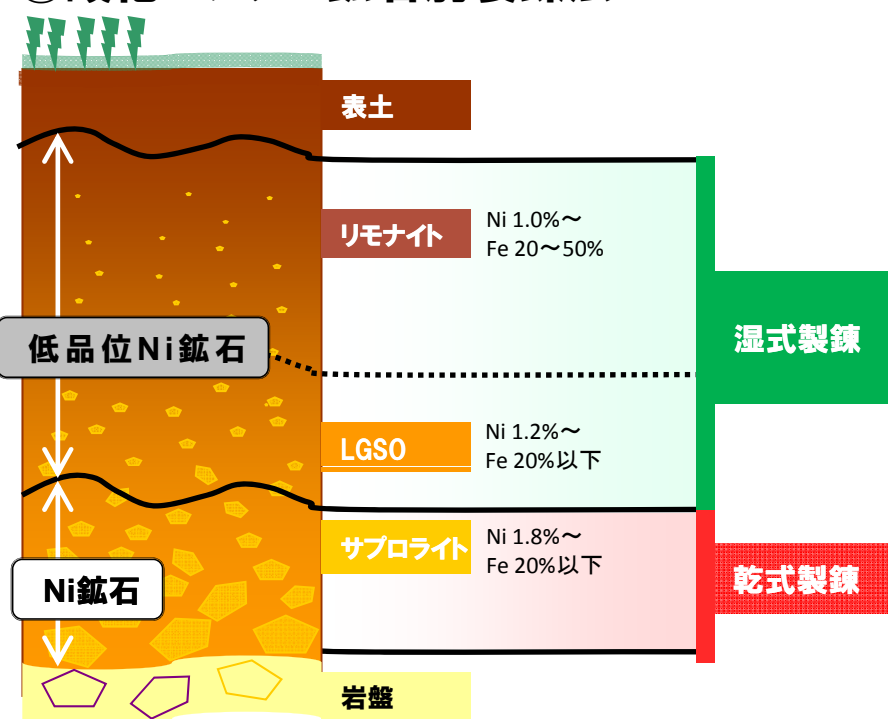 表土
リモナイト
Ni 1.0%～
Fe 20～50%
低品位Ni鉱石
湿式製錬
LGSO
Ni 1.2%～
Fe 20%以下
サプロライト
Ni 1.8%～
Fe 20%以下
乾式製錬
Ni鉱石
岩盤